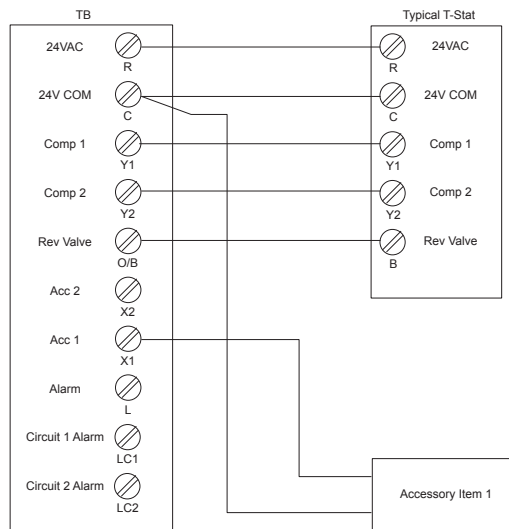 TB
24VAC
R
24V COM
C
Comp 1
Y1
Comp 2
Y2
Rev Valve
O/B
Acc 2
X2
Acc 1
X1
Alarm
L
Circuit 1 Alarm
LC1
Circuit 2 Alarm
LC2
Typical T-Stat
24VAC
R
24V COM
C
Comp 1
Y1
Comp 2
Y2
Rev Valve
B
Accessory Item 1